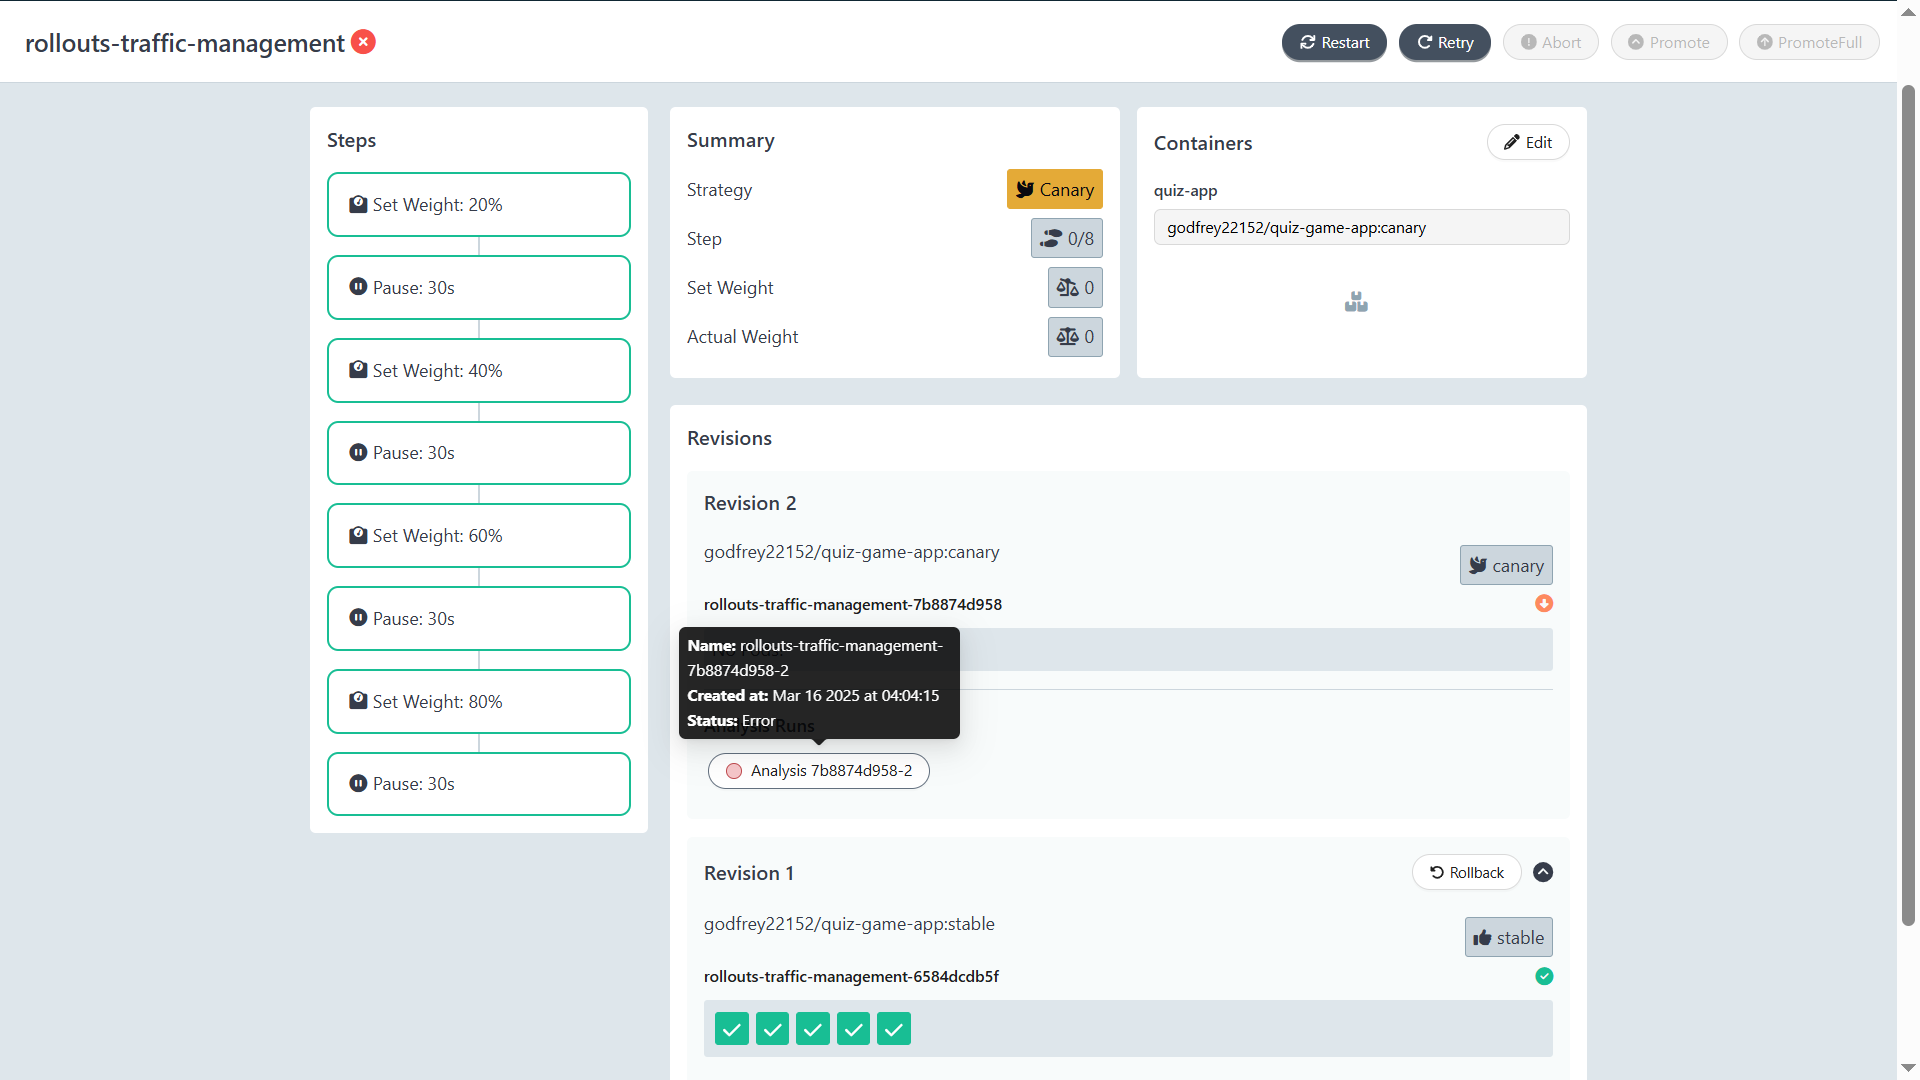 rollouts-traffic-management
Restart
Retry
Abort
Promote
PromoteFull
Steps
Set Weight: 20%
Pause: 30s
Set Weight: 40%
Pause: 30s
Set Weight: 60%
Pause: 30s
Set Weight: 80%
Pause: 30s
Summary
Strategy
Canary
Step
0/8
Set Weight
0
Actual Weight
0
Containers
Edit
quiz-app
godfrey22152/quiz-game-app:canary
Revisions
Revision 2
godfrey22152/quiz-game-app:canary
canary
rollouts-traffic-management-7b8874d958
Name: rollouts-traffic-management-
7b8874d958-2
Created at: Mar 16 2025 at 04:04:15
Status: Error
Analysis Runs
Analysis 7b8874d958-2
Revision 1
Rollback
godfrey22152/quiz-game-app:stable
stable
rollouts-traffic-management-6584dcdb5f